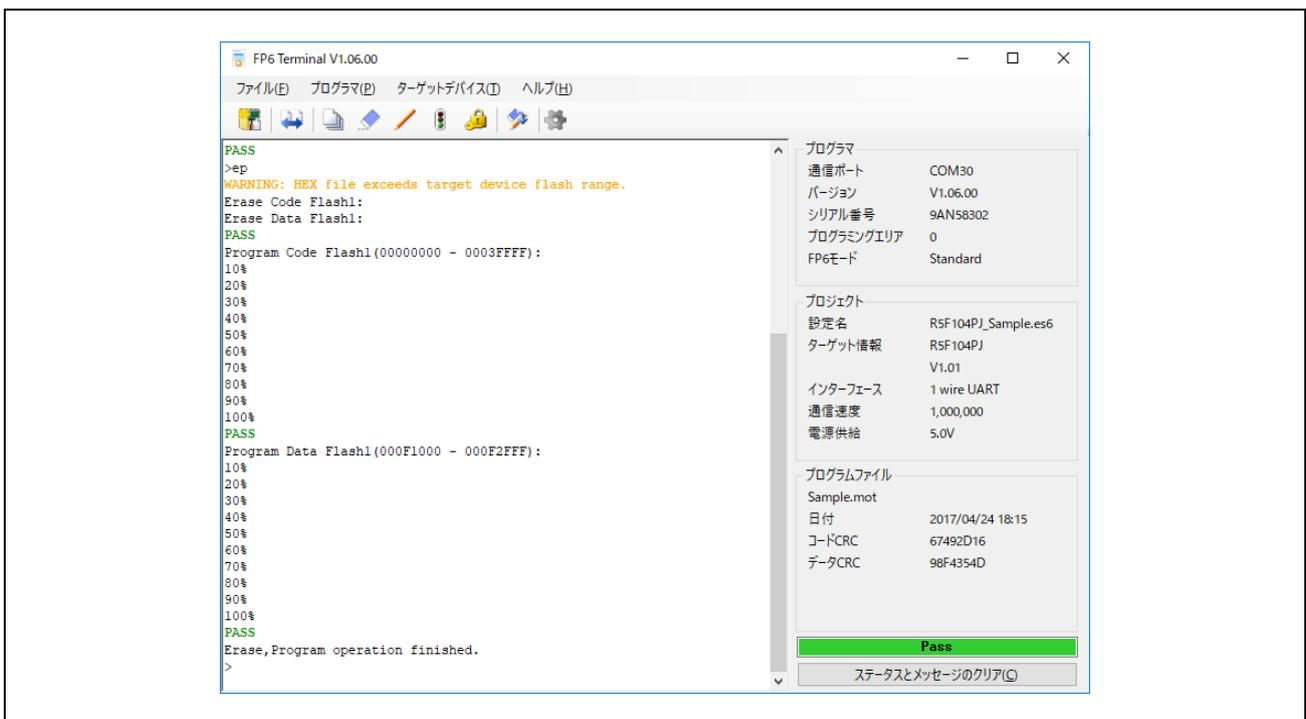 FP6 Terminal V1.06.00
ファイル(F) プログラマ(P) ターゲットデバイス(T) ヘルプ(H)
PASS
>ep
WARNING: HEX file exceeds target device flash range.
Erase Code Flash1:
Erase Data Flash1:
PASS
Program Code Flash1(00000000 - 0003FFFF):
10%
20%
30%
40%
50%
60%
70%
80%
90%
100%
PASS
Program Data Flash1(000F1000 - 000F2FFF):
10%
20%
30%
40%
50%
60%
70%
80%
90%
100%
PASS
Erase,Program operation finished.
>
プログラマ
通信ポート COM30
バージョン V1.06.00
シリアル番号 9AN58302
プログラミングエリア 0
FP6モード Standard
プロジェクト
設定名 R5F104PJ_Sample.es6
ターゲット情報 R5F104PJ
V1.01
インターフェース 1 wire UART
通信速度 1,000,000
電源供給 5.0V
プログラムファイル
Sample.mot
日付 2017/04/24 18:15
コードCRC 67492D16
データCRC 98F4354D
Pass
ステータスとメッセージのクリア(C)